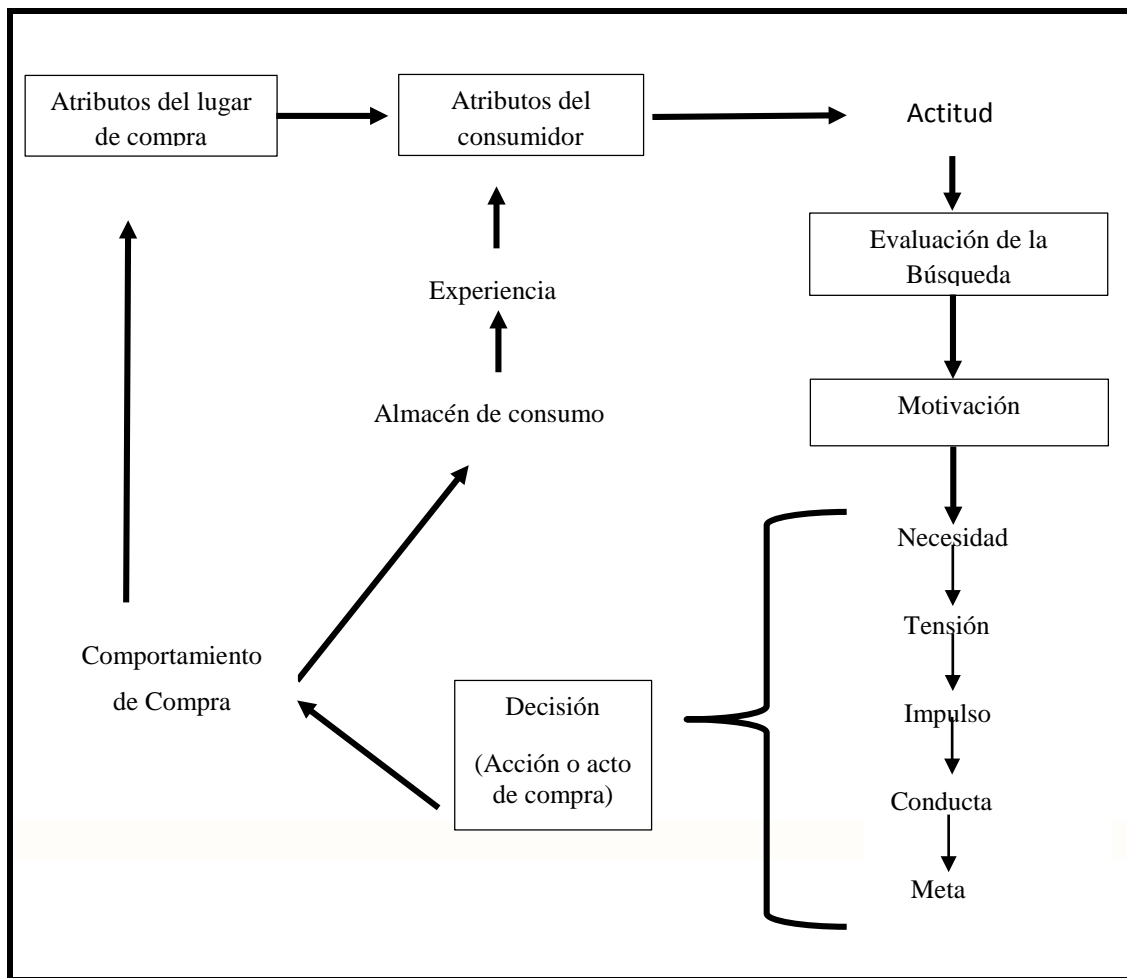 Atributos del lugar
de compra
Atributos del
consumidor
Actitud
Evaluación de la
Búsqueda
Experiencia
Motivación
Almacén de consumo
Necesidad
Tensión
Comportamiento
de Compra
Decisión
(Acción o acto
de compra)
Impulso
Conducta
Meta